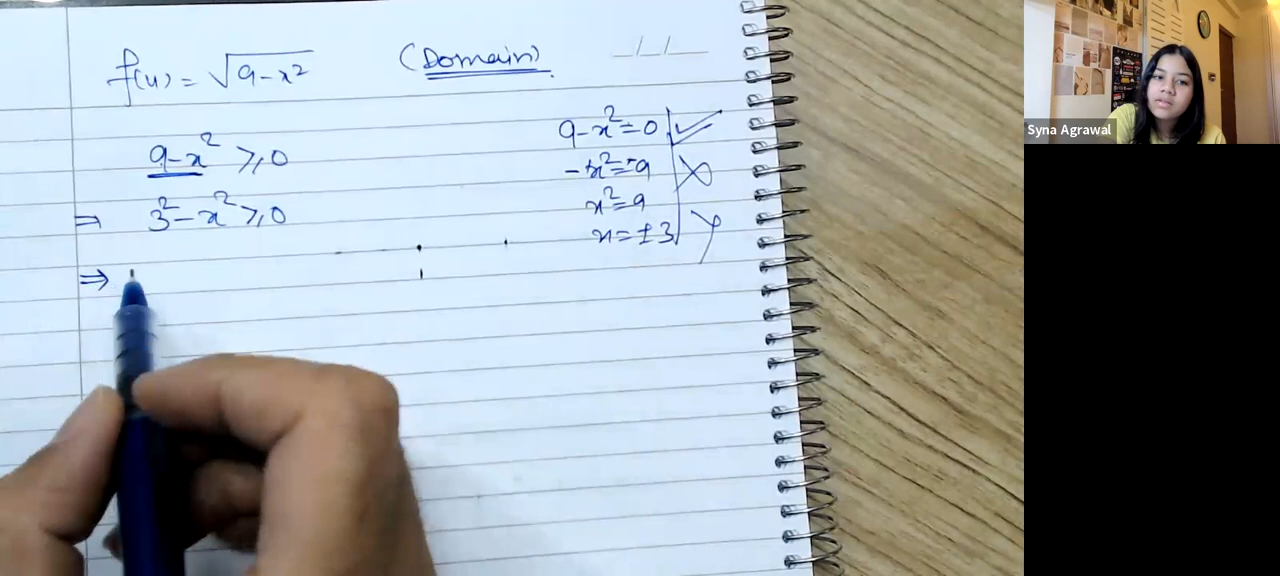 f(x) = √9-x² (Domain) _/_/_
9-x² ≥ 0
⇒ 3²-x² ≥ 0
⇒
9-x²=0
-x²=-9
x²=9
x=±3
Syna Agrawal